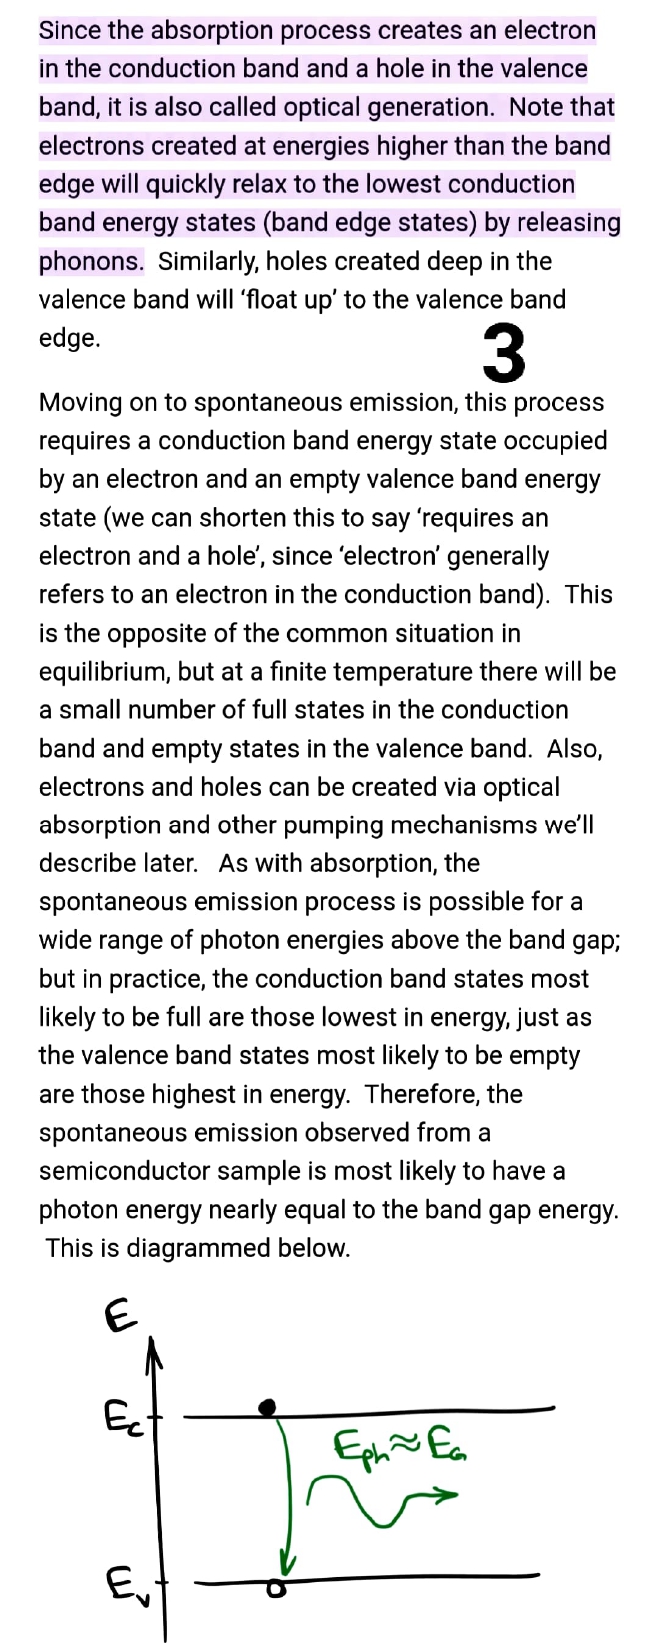 Since the absorption process creates an electron
in the conduction band and a hole in the valence
band, it is also called optical generation.  Note that
electrons created at energies higher than the band
edge will quickly relax to the lowest conduction
band energy states (band edge states) by releasing
phonons.  Similarly, holes created deep in the
valence band will ‘float up’ to the valence band
edge.
3
Moving on to spontaneous emission, this process
requires a conduction band energy state occupied
by an electron and an empty valence band energy
state (we can shorten this to say ‘requires an
electron and a hole’, since ‘electron’ generally
refers to an electron in the conduction band).  This
is the opposite of the common situation in
equilibrium, but at a finite temperature there will be
a small number of full states in the conduction
band and empty states in the valence band.  Also,
electrons and holes can be created via optical
absorption and other pumping mechanisms we’ll
describe later.   As with absorption, the
spontaneous emission process is possible for a
wide range of photon energies above the band gap;
but in practice, the conduction band states most
likely to be full are those lowest in energy, just as
the valence band states most likely to be empty
are those highest in energy.  Therefore, the
spontaneous emission observed from a
semiconductor sample is most likely to have a
photon energy nearly equal to the band gap energy.
This is diagrammed below.
E
Ec
Eph≈EG
Ev